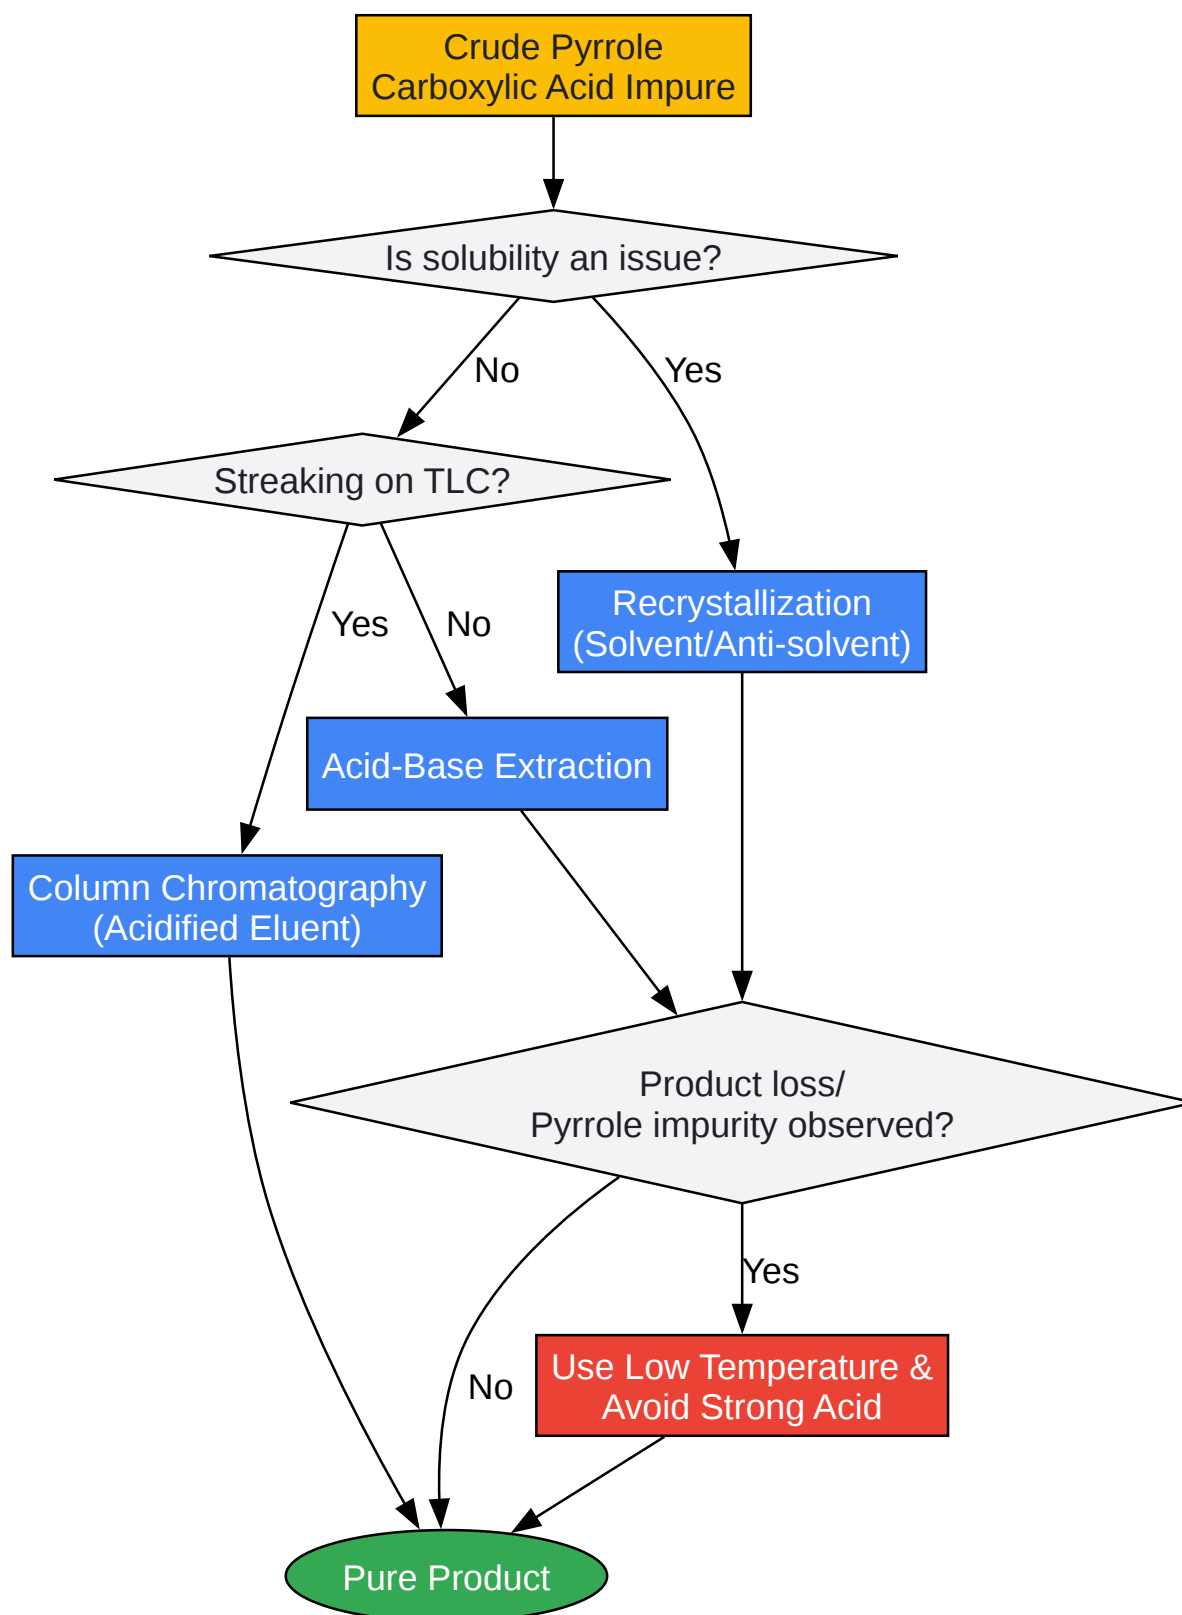 Crude Pyrrole
Carboxylic Acid Impure
Is solubility an issue?
No
Yes
Streaking on TLC?
Yes
No
Recrystallization
(Solvent/Anti-solvent)
Acid-Base Extraction
Column Chromatography
(Acidified Eluent)
Product loss/
Pyrrole impurity observed?
Yes
No
Use Low Temperature &
Avoid Strong Acid
Pure Product